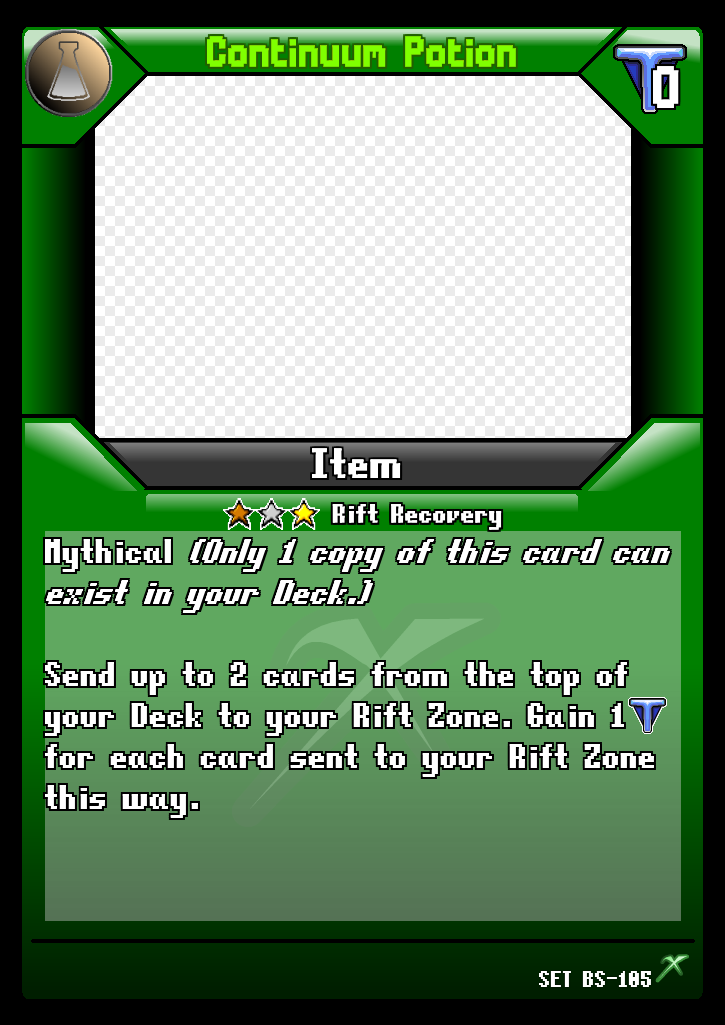 Continuum Potion
T0
Item
Rift Recovery
Mythical (Only 1 copy of this card can
exist in your Deck.)
Send up to 2 cards from the top of
your Deck to your Rift Zone. Gain 1T
for each card sent to your Rift Zone
this way.
SET BS-105